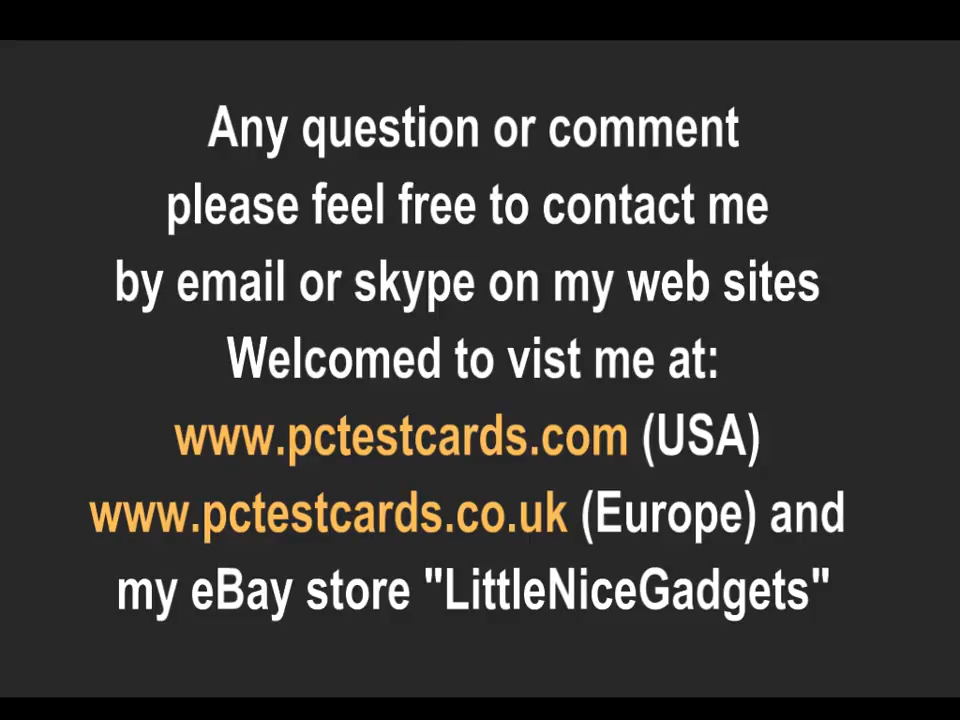 Any question or comment
please feel free to contact me
by email or skype on my web sites
Welcomed to vist me at:
www.pctestcards.com (USA)
www.pctestcards.co.uk (Europe) and
my eBay store "LittleNiceGadgets"